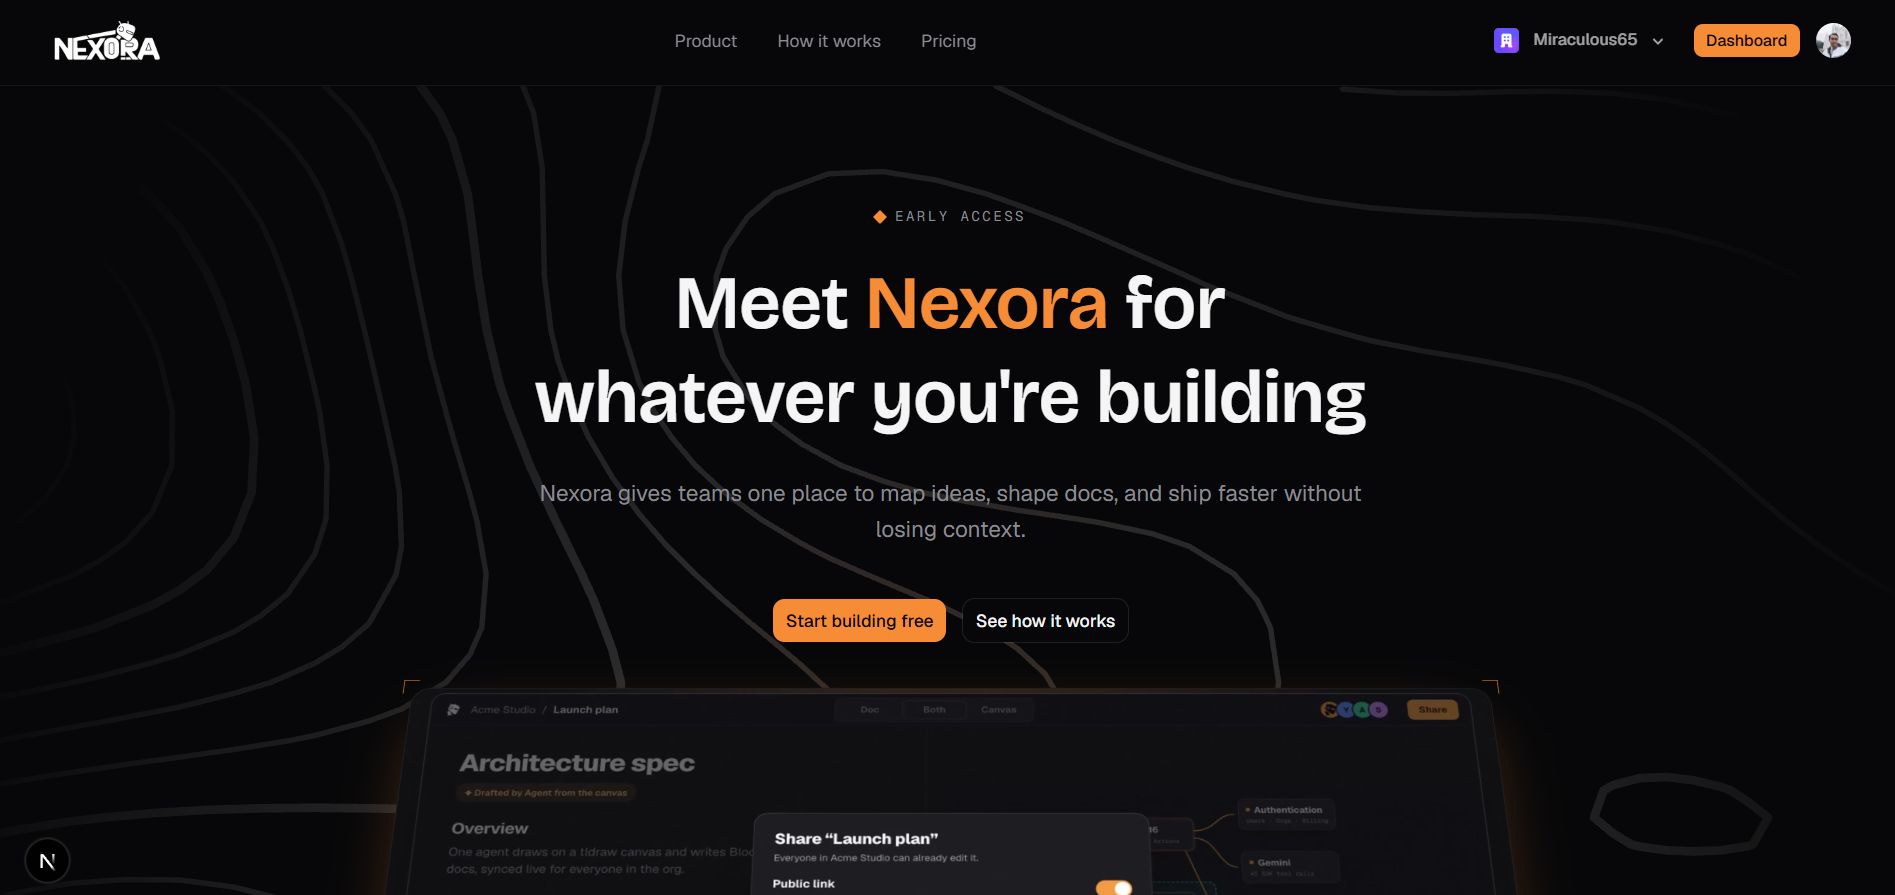 NEXORA
Product
How it works
Pricing
Miraculous65
Dashboard
EARLY ACCESS
Meet Nexora for
whatever you're building
Nexora gives teams one place to map ideas, shape docs, and ship faster without
losing context.
Start building free
See how it works
Acme Studio / Launch plan
Doc
Both
Canvas
Y A S
Share
Architecture spec
Drafted by Agent from the canvas
Overview
One agent draws on a tldraw canvas and writes Bloc
docs, synced live for everyone in the org.
Share “Launch plan”
Everyone in Acme Studio can already edit it.
Public link
Authentication
Gemini
N